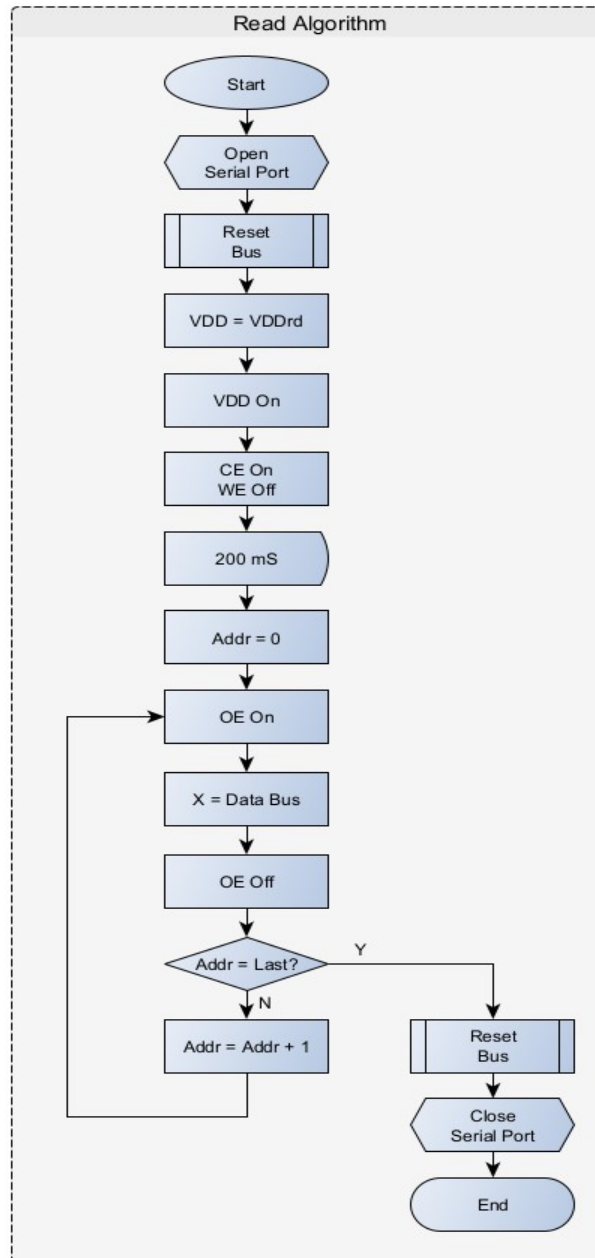 Read Algorithm
Start
Open
Serial Port
Reset
Bus
VDD = VDDrd
VDD On
CE On
WE Off
200 mS
Addr = 0
OE On
X = Data Bus
OE Off
Addr = Last?
Y
N
Addr = Addr + 1
Reset
Bus
Close
Serial Port
End